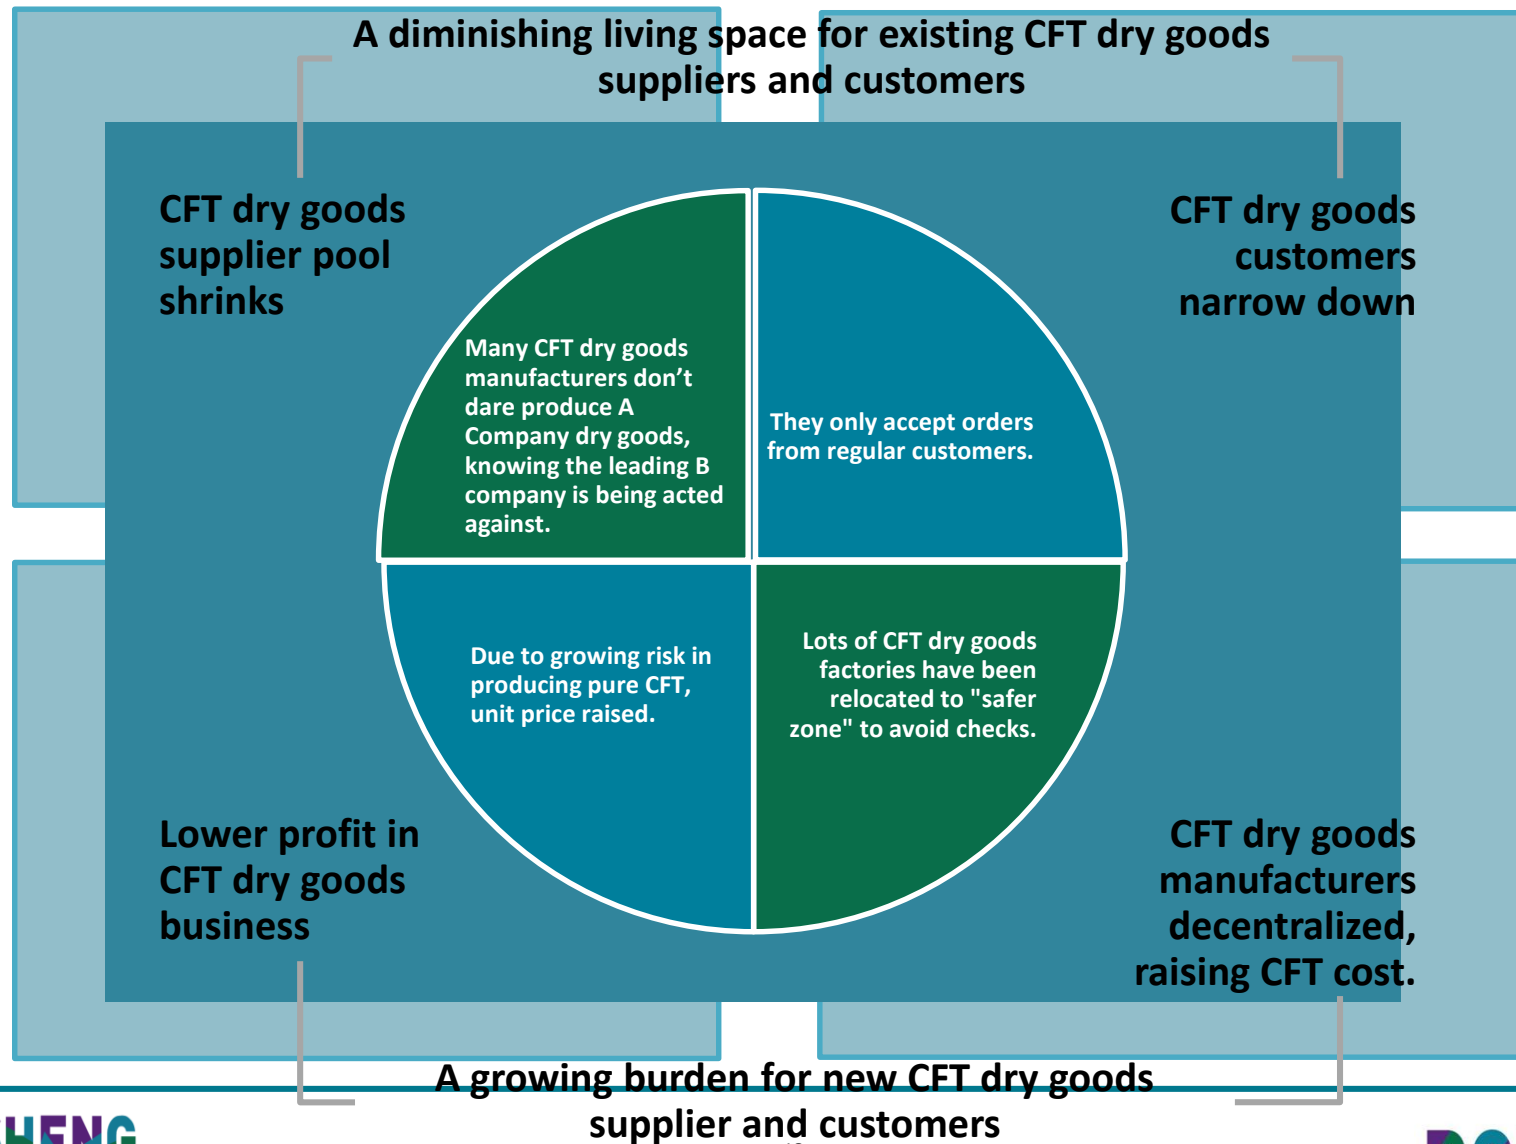 A diminishing living space for existing CFT dry goods
suppliers and customers
CFT dry goods
supplier pool
shrinks
CFT dry goods
customers
narrow down
Many CFT dry goods
manufacturers don’t
dare produce A
Company dry goods,
knowing the leading B
company is being acted
against.
They only accept orders
from regular customers.
Due to growing risk in
producing pure CFT,
unit price raised.
Lots of CFT dry goods
factories have been
relocated to "safer
zone" to avoid checks.
Lower profit in
CFT dry goods
business
CFT dry goods
manufacturers
decentralized,
raising CFT cost.
A growing burden for new CFT dry goods
supplier and customers